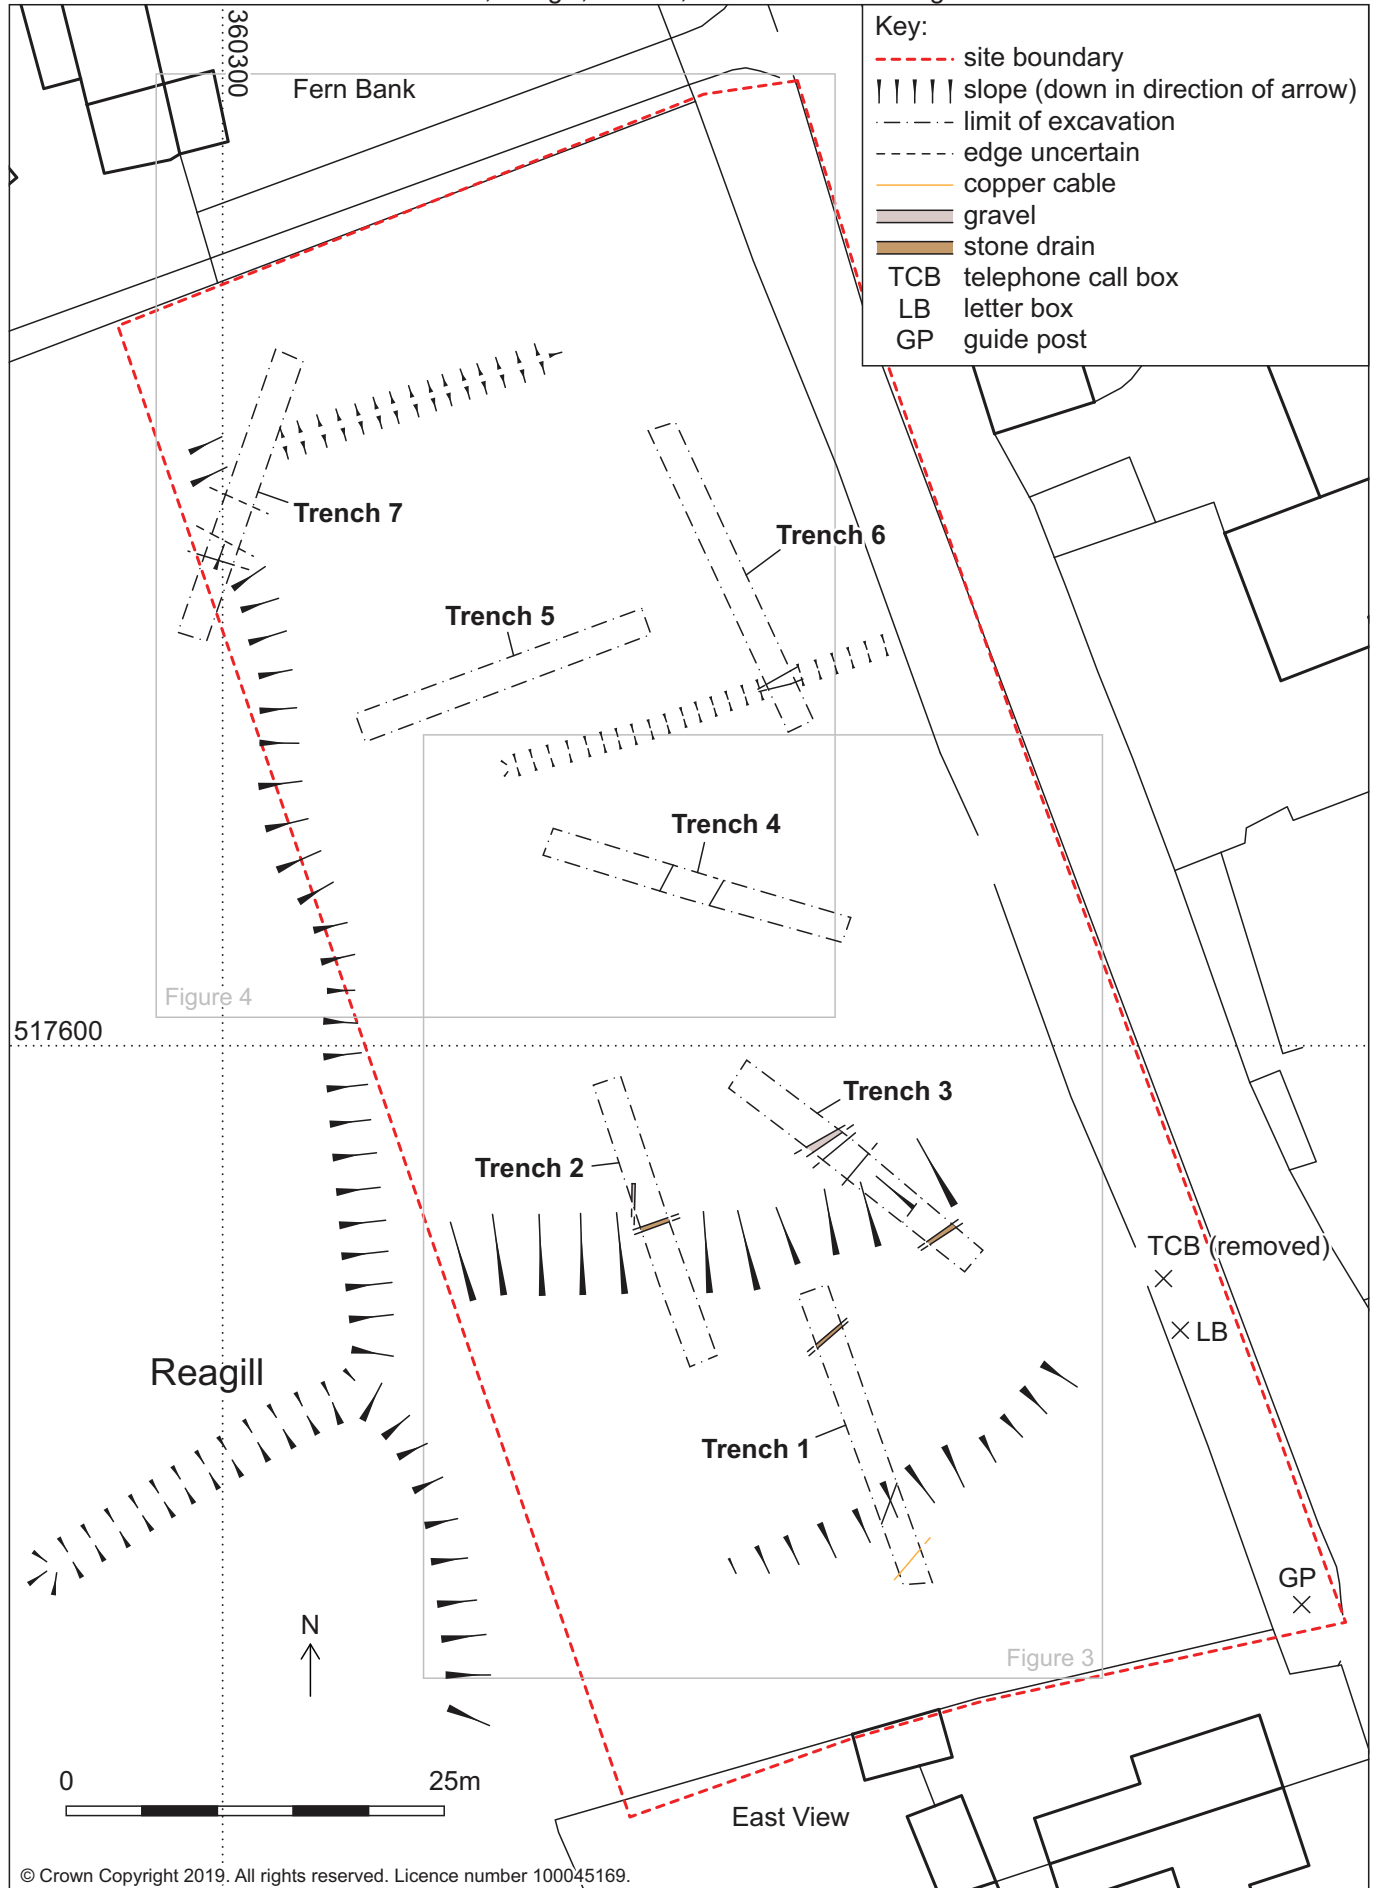 Key:
site boundary
slope (down in direction of arrow)
limit of excavation
edge uncertain
copper cable
gravel
stone drain
TCB telephone call box
LB letter box
GP guide post
360300
Fern Bank
Trench 7
Trench 6
Trench 5
Trench 4
Figure 4
517600
Trench 3
Trench 2
TCB (removed)
LB
Reagill
Trench 1
GP
N
Figure 3
0 25m
East View
© Crown Copyright 2019. All rights reserved. Licence number 100045169.